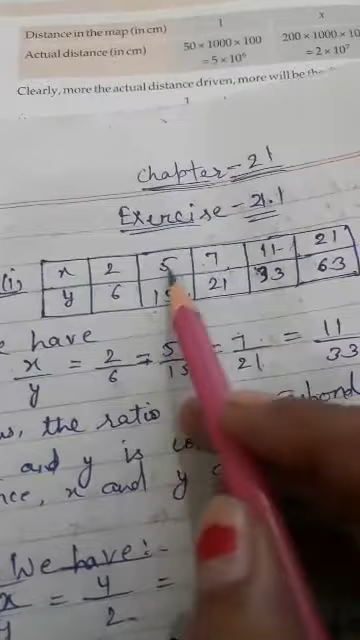 Distance in the map (in cm) 1 x
Actual distance (in cm) 50 × 1000 × 100 200 × 1000 × 10
= 5 × 10⁶ = 2 × 10⁷
Clearly, more the actual distance driven, more will be the
Chapter - 21
Exercise - 21.1
(i) x 2 5 7 11 21
y 6 15 21 33 63
have
x/y = 2/6 = 5/15 = 7/21 = 11/33
the ratio
and y is
x and y
We have:-
x/y = 4/2 =